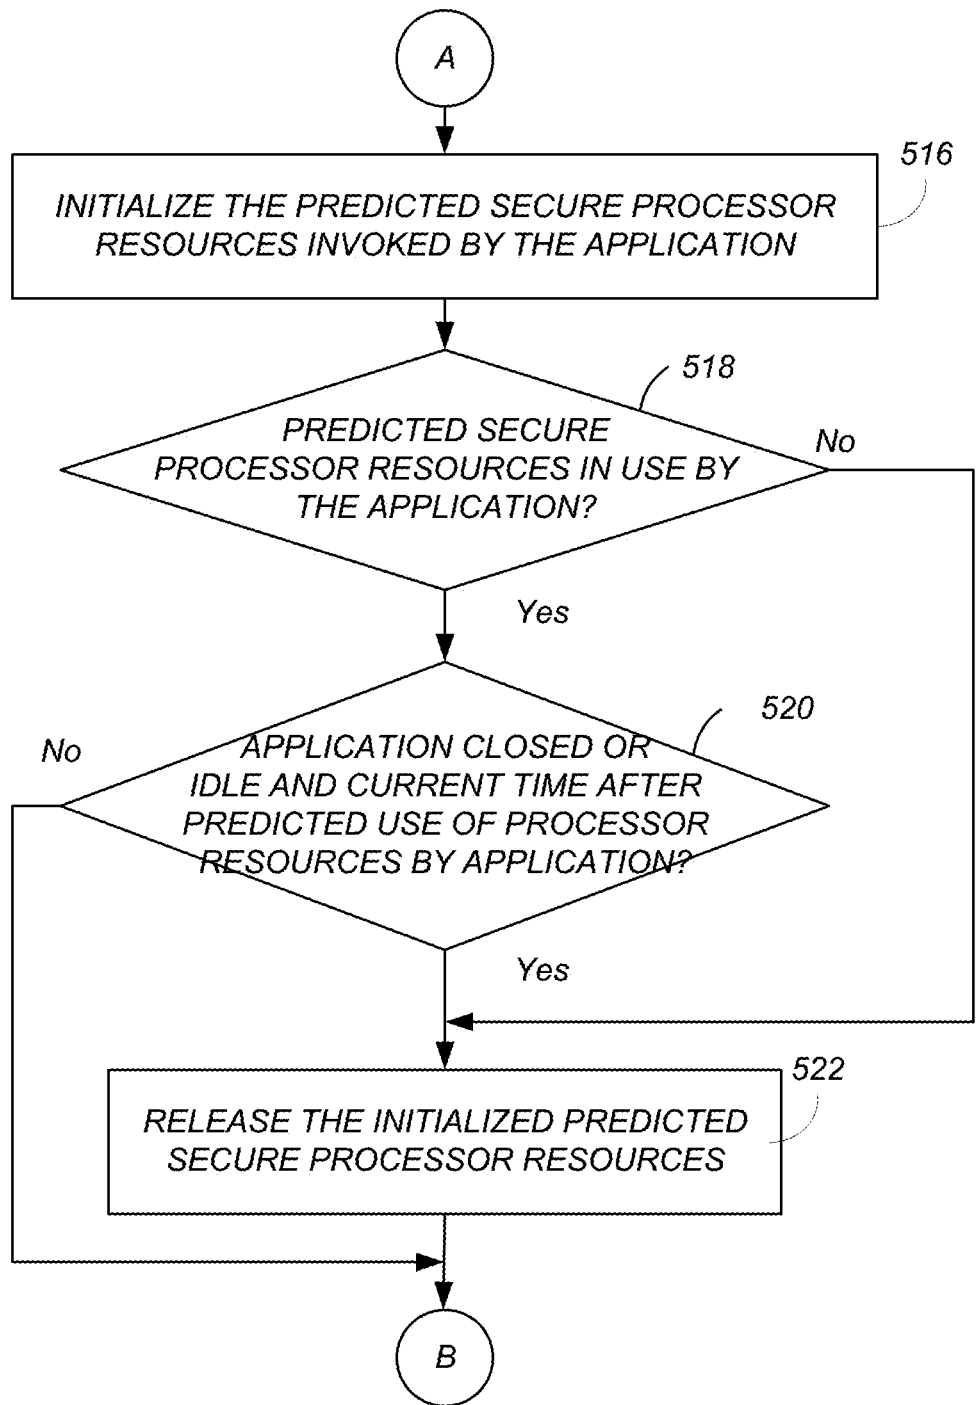 A
516
INITIALIZE THE PREDICTED SECURE PROCESSOR
RESOURCES INVOKED BY THE APPLICATION
518
PREDICTED SECURE
PROCESSOR RESOURCES IN USE BY
THE APPLICATION?
No
Yes
520
No
APPLICATION CLOSED OR
IDLE AND CURRENT TIME AFTER
PREDICTED USE OF PROCESSOR
RESOURCES BY APPLICATION?
Yes
522
RELEASE THE INITIALIZED PREDICTED
SECURE PROCESSOR RESOURCES
B